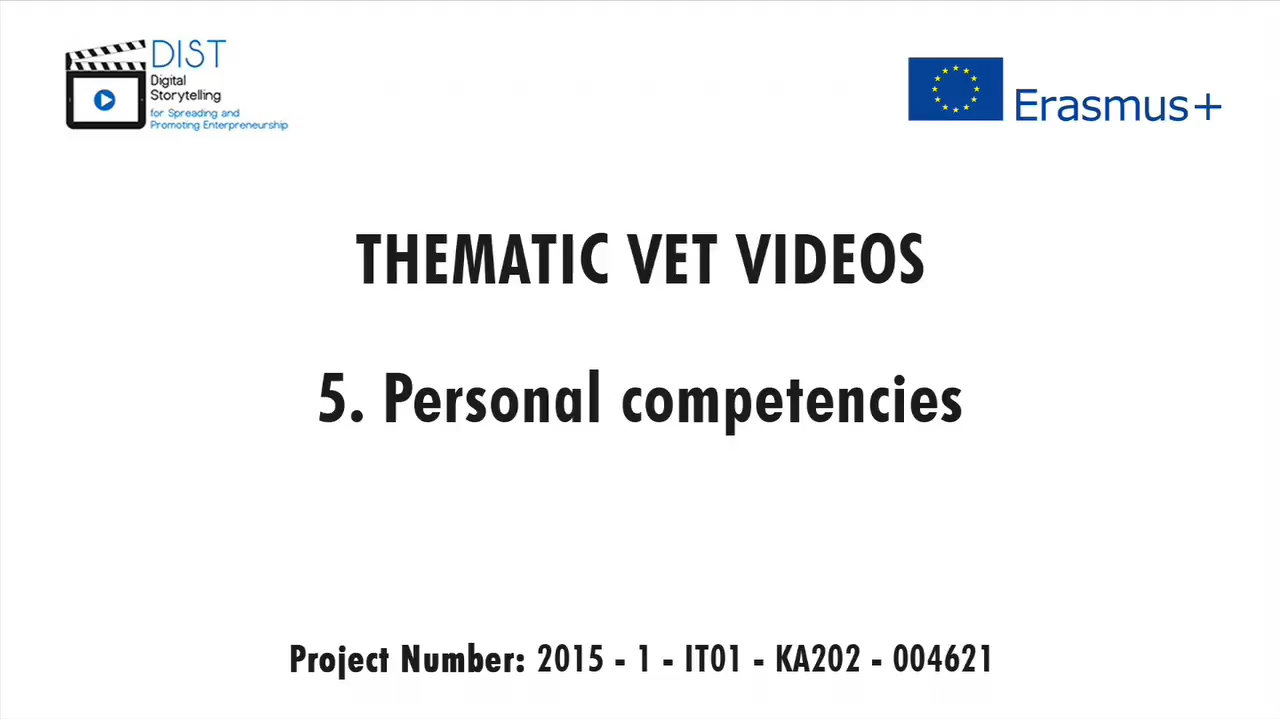 DIST
Digital
Storytelling
for Spreading and
Promoting Enterpreneurship
Erasmus+
THEMATIC VET VIDEOS
5. Personal competencies
Project Number: 2015 - 1 - IT01 - KA202 - 004621